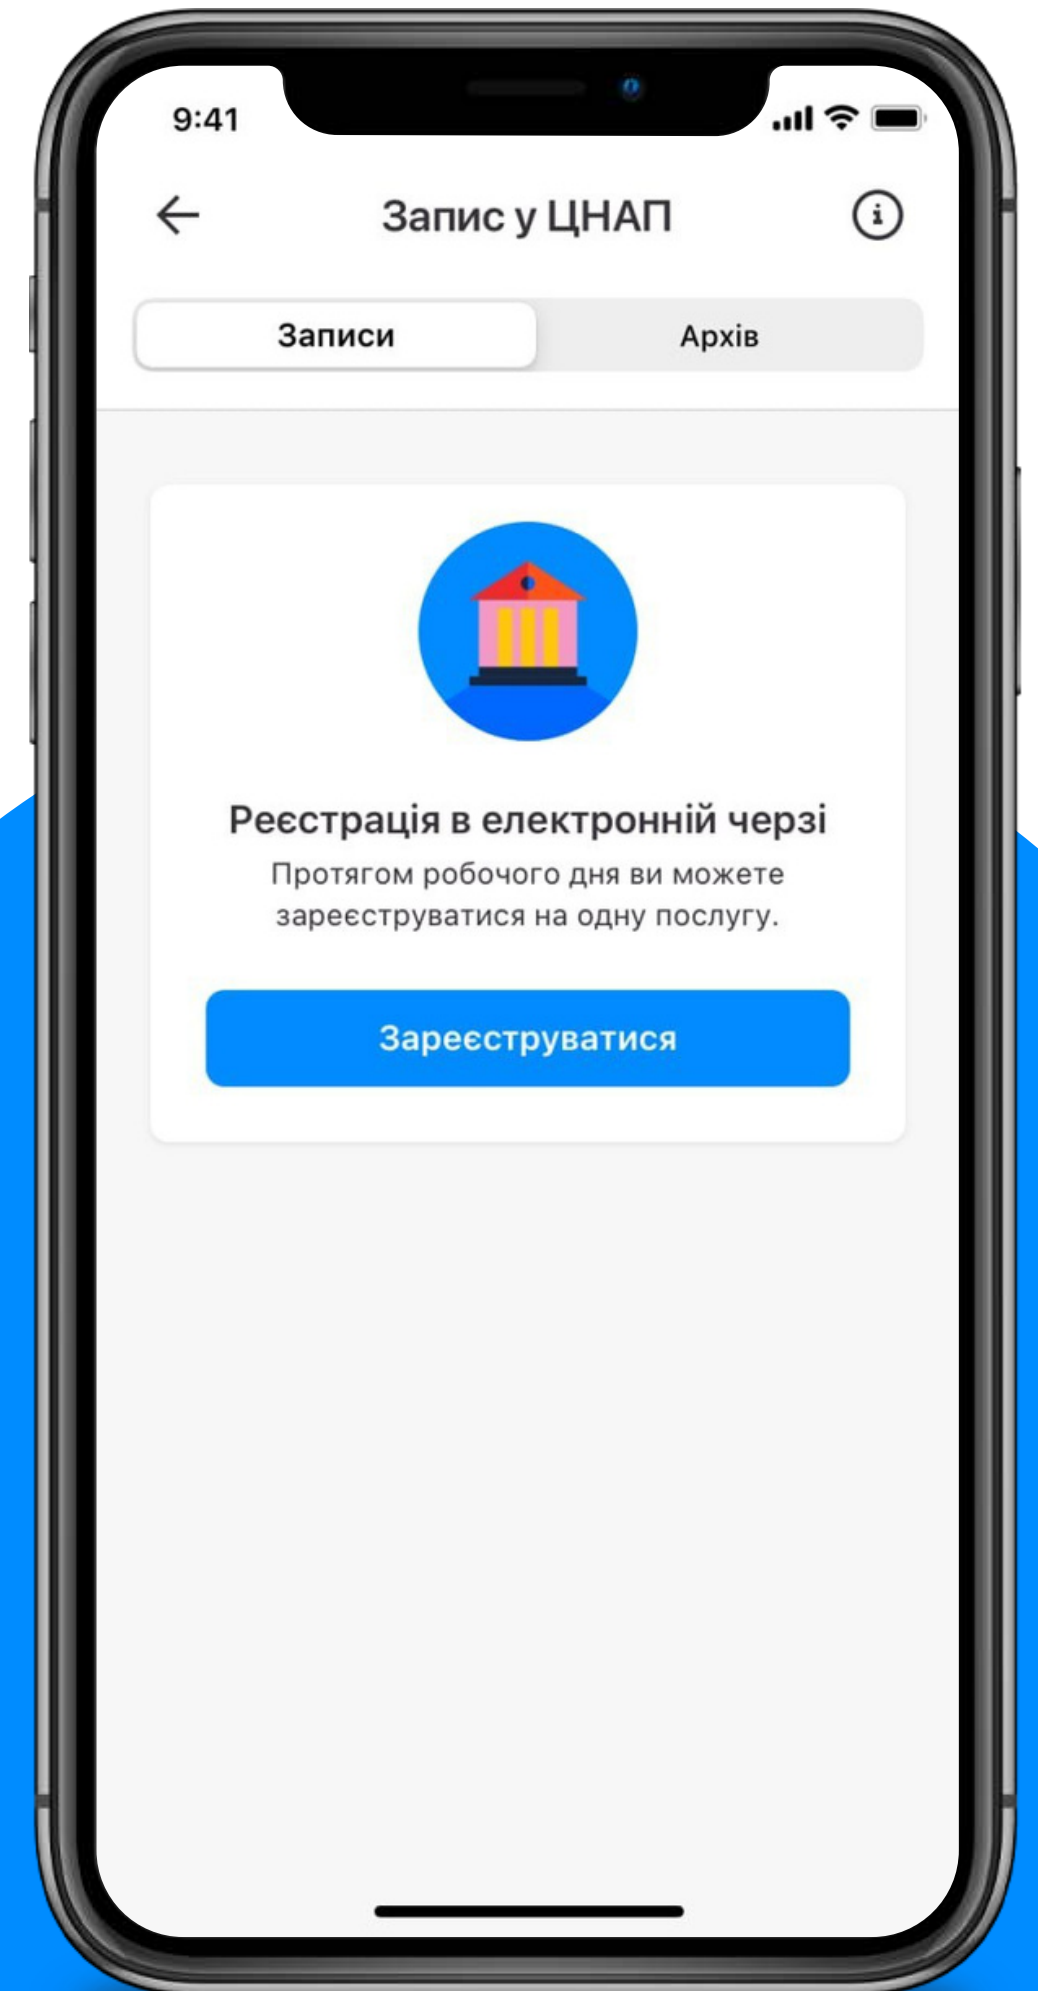 9:41
Запис у ЦНАП
Записи
Архів
Реєстрація в електронній черзі
Протягом робочого дня ви можете
зареєструватися на одну послугу.
Зареєструватися